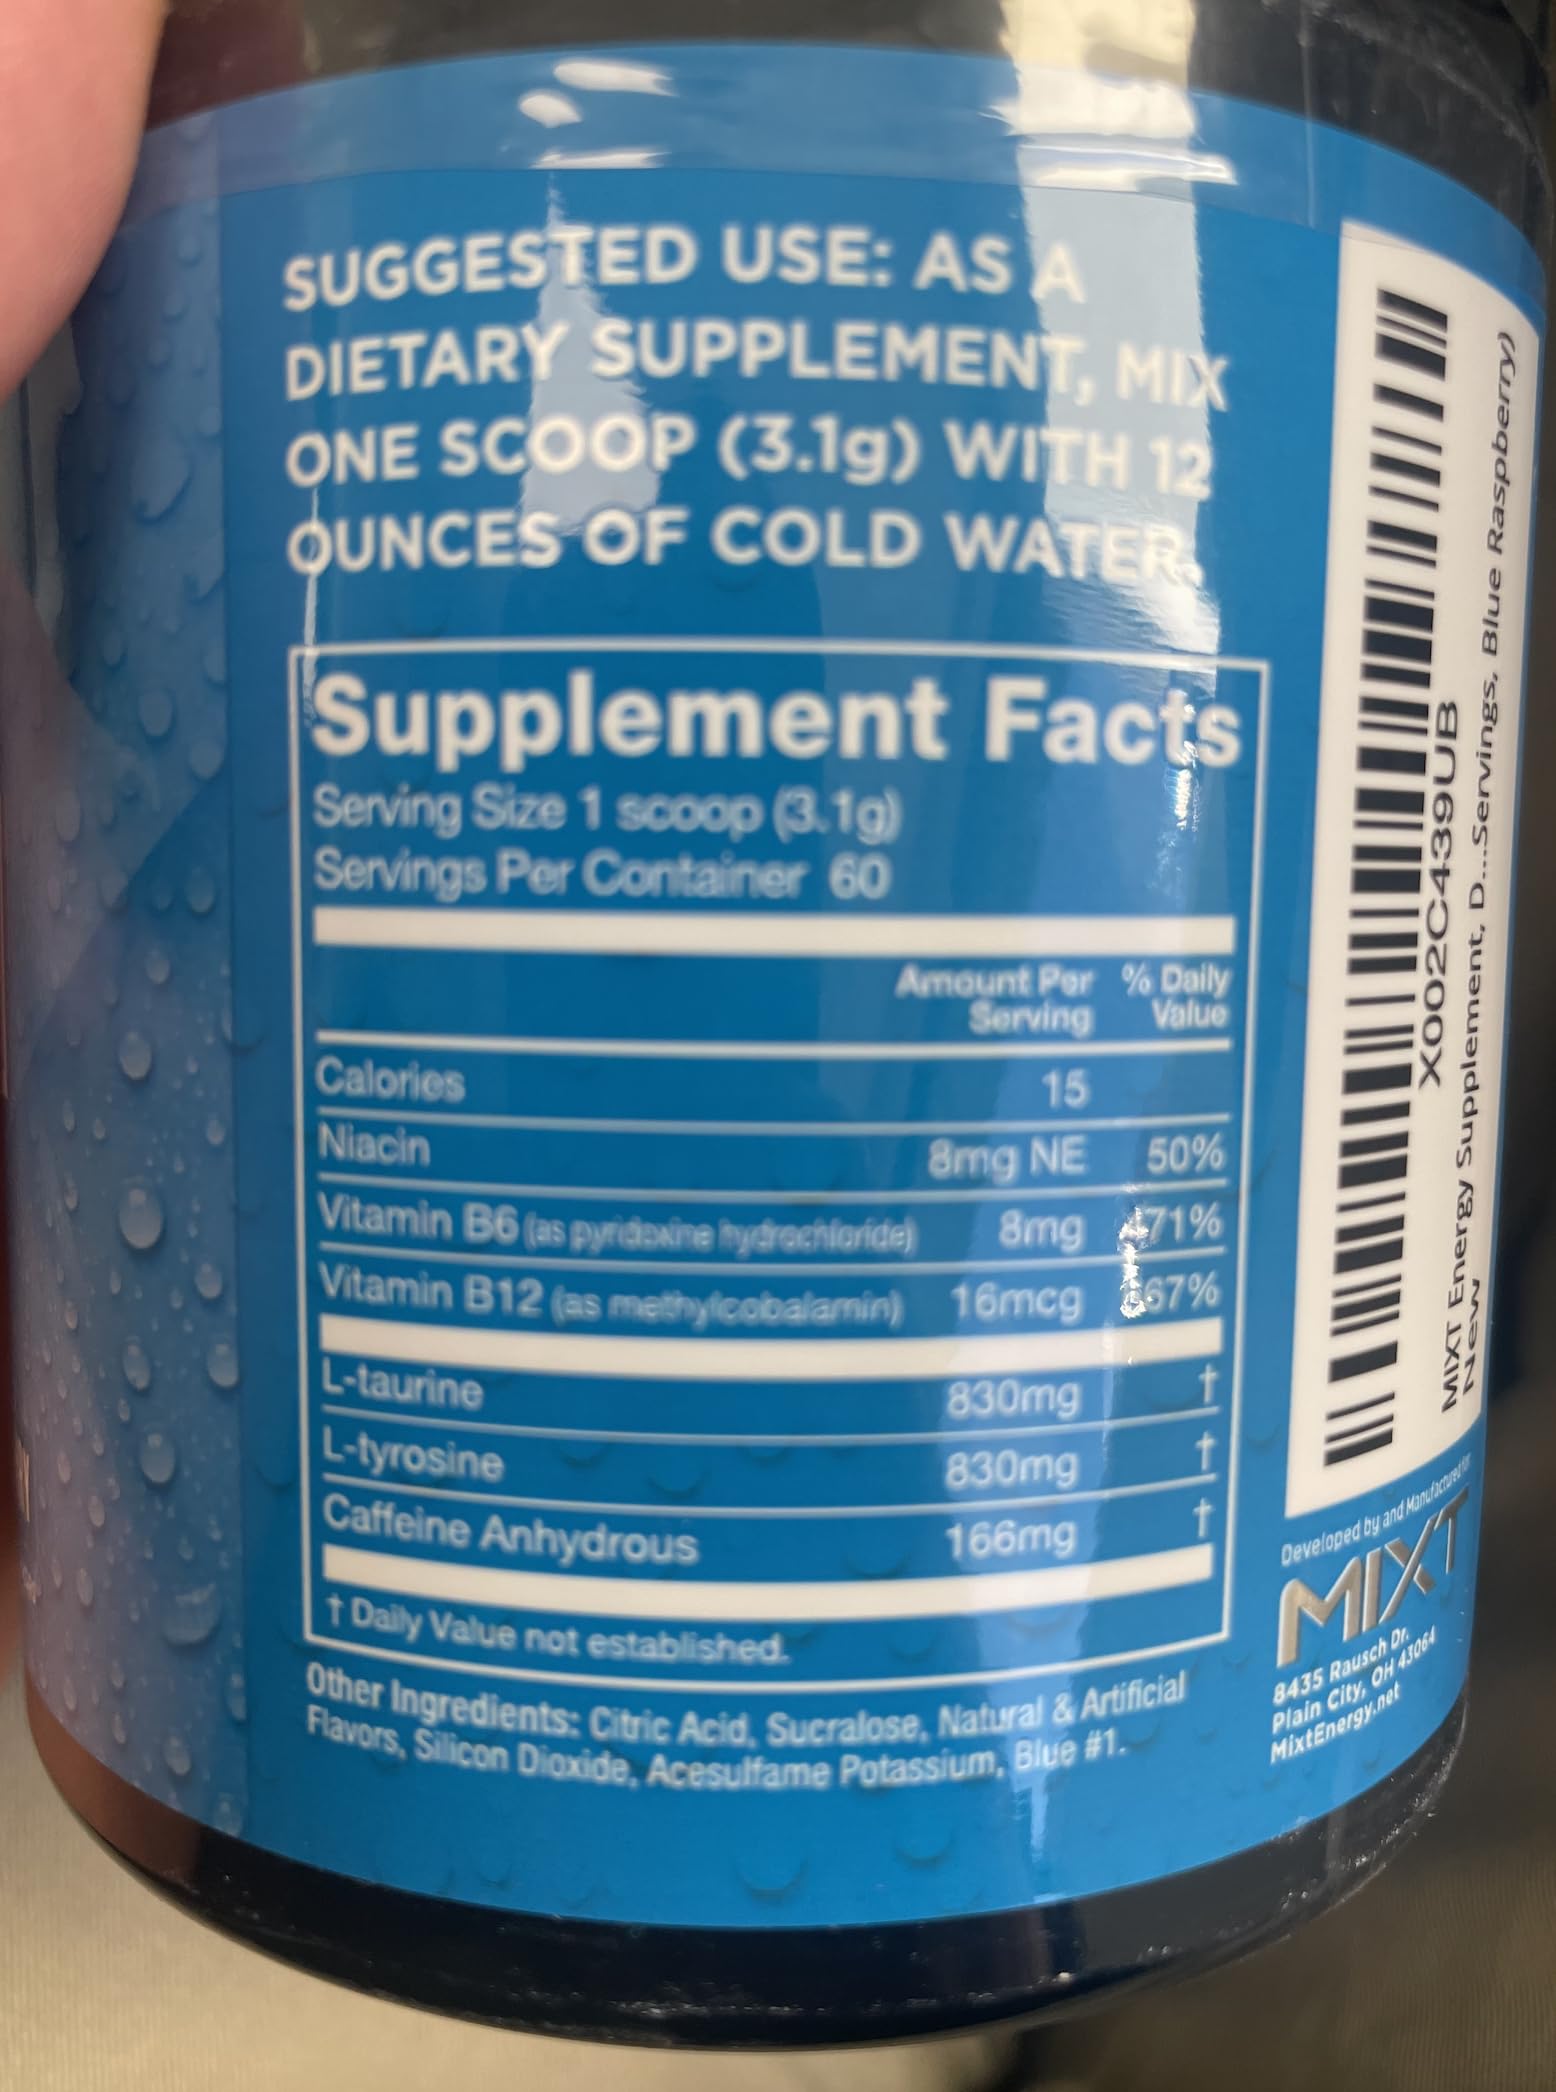 SUGGESTED USE: AS A
DIETARY SUPPLEMENT, MIX
ONE SCOOP (3.1g) WITH 12
OUNCES OF COLD WATER.
Supplement Facts
Serving Size 1 scoop (3.1g)
Servings Per Container 60
Amount Per Serving % Daily Value
Calories 15
Niacin 8mg NE 50%
Vitamin B6 (as pyridoxine hydrochloride) 8mg 71%
Vitamin B12 (as methylcobalamin) 16mcg 67%
L-taurine 830mg †
L-tyrosine 830mg †
Caffeine Anhydrous 166mg †
† Daily Value not established.
Other Ingredients: Citric Acid, Sucralose, Natural & Artificial
Flavors, Silicon Dioxide, Acesulfame Potassium, Blue #1.
X002C439UB
MIXT Energy Supplement, D...Servings, Blue Raspberry)
New
Developed by and Manufactured for
MIXT
8435 Rausch Dr.
Plain City, OH 43064
MixtEnergy.net